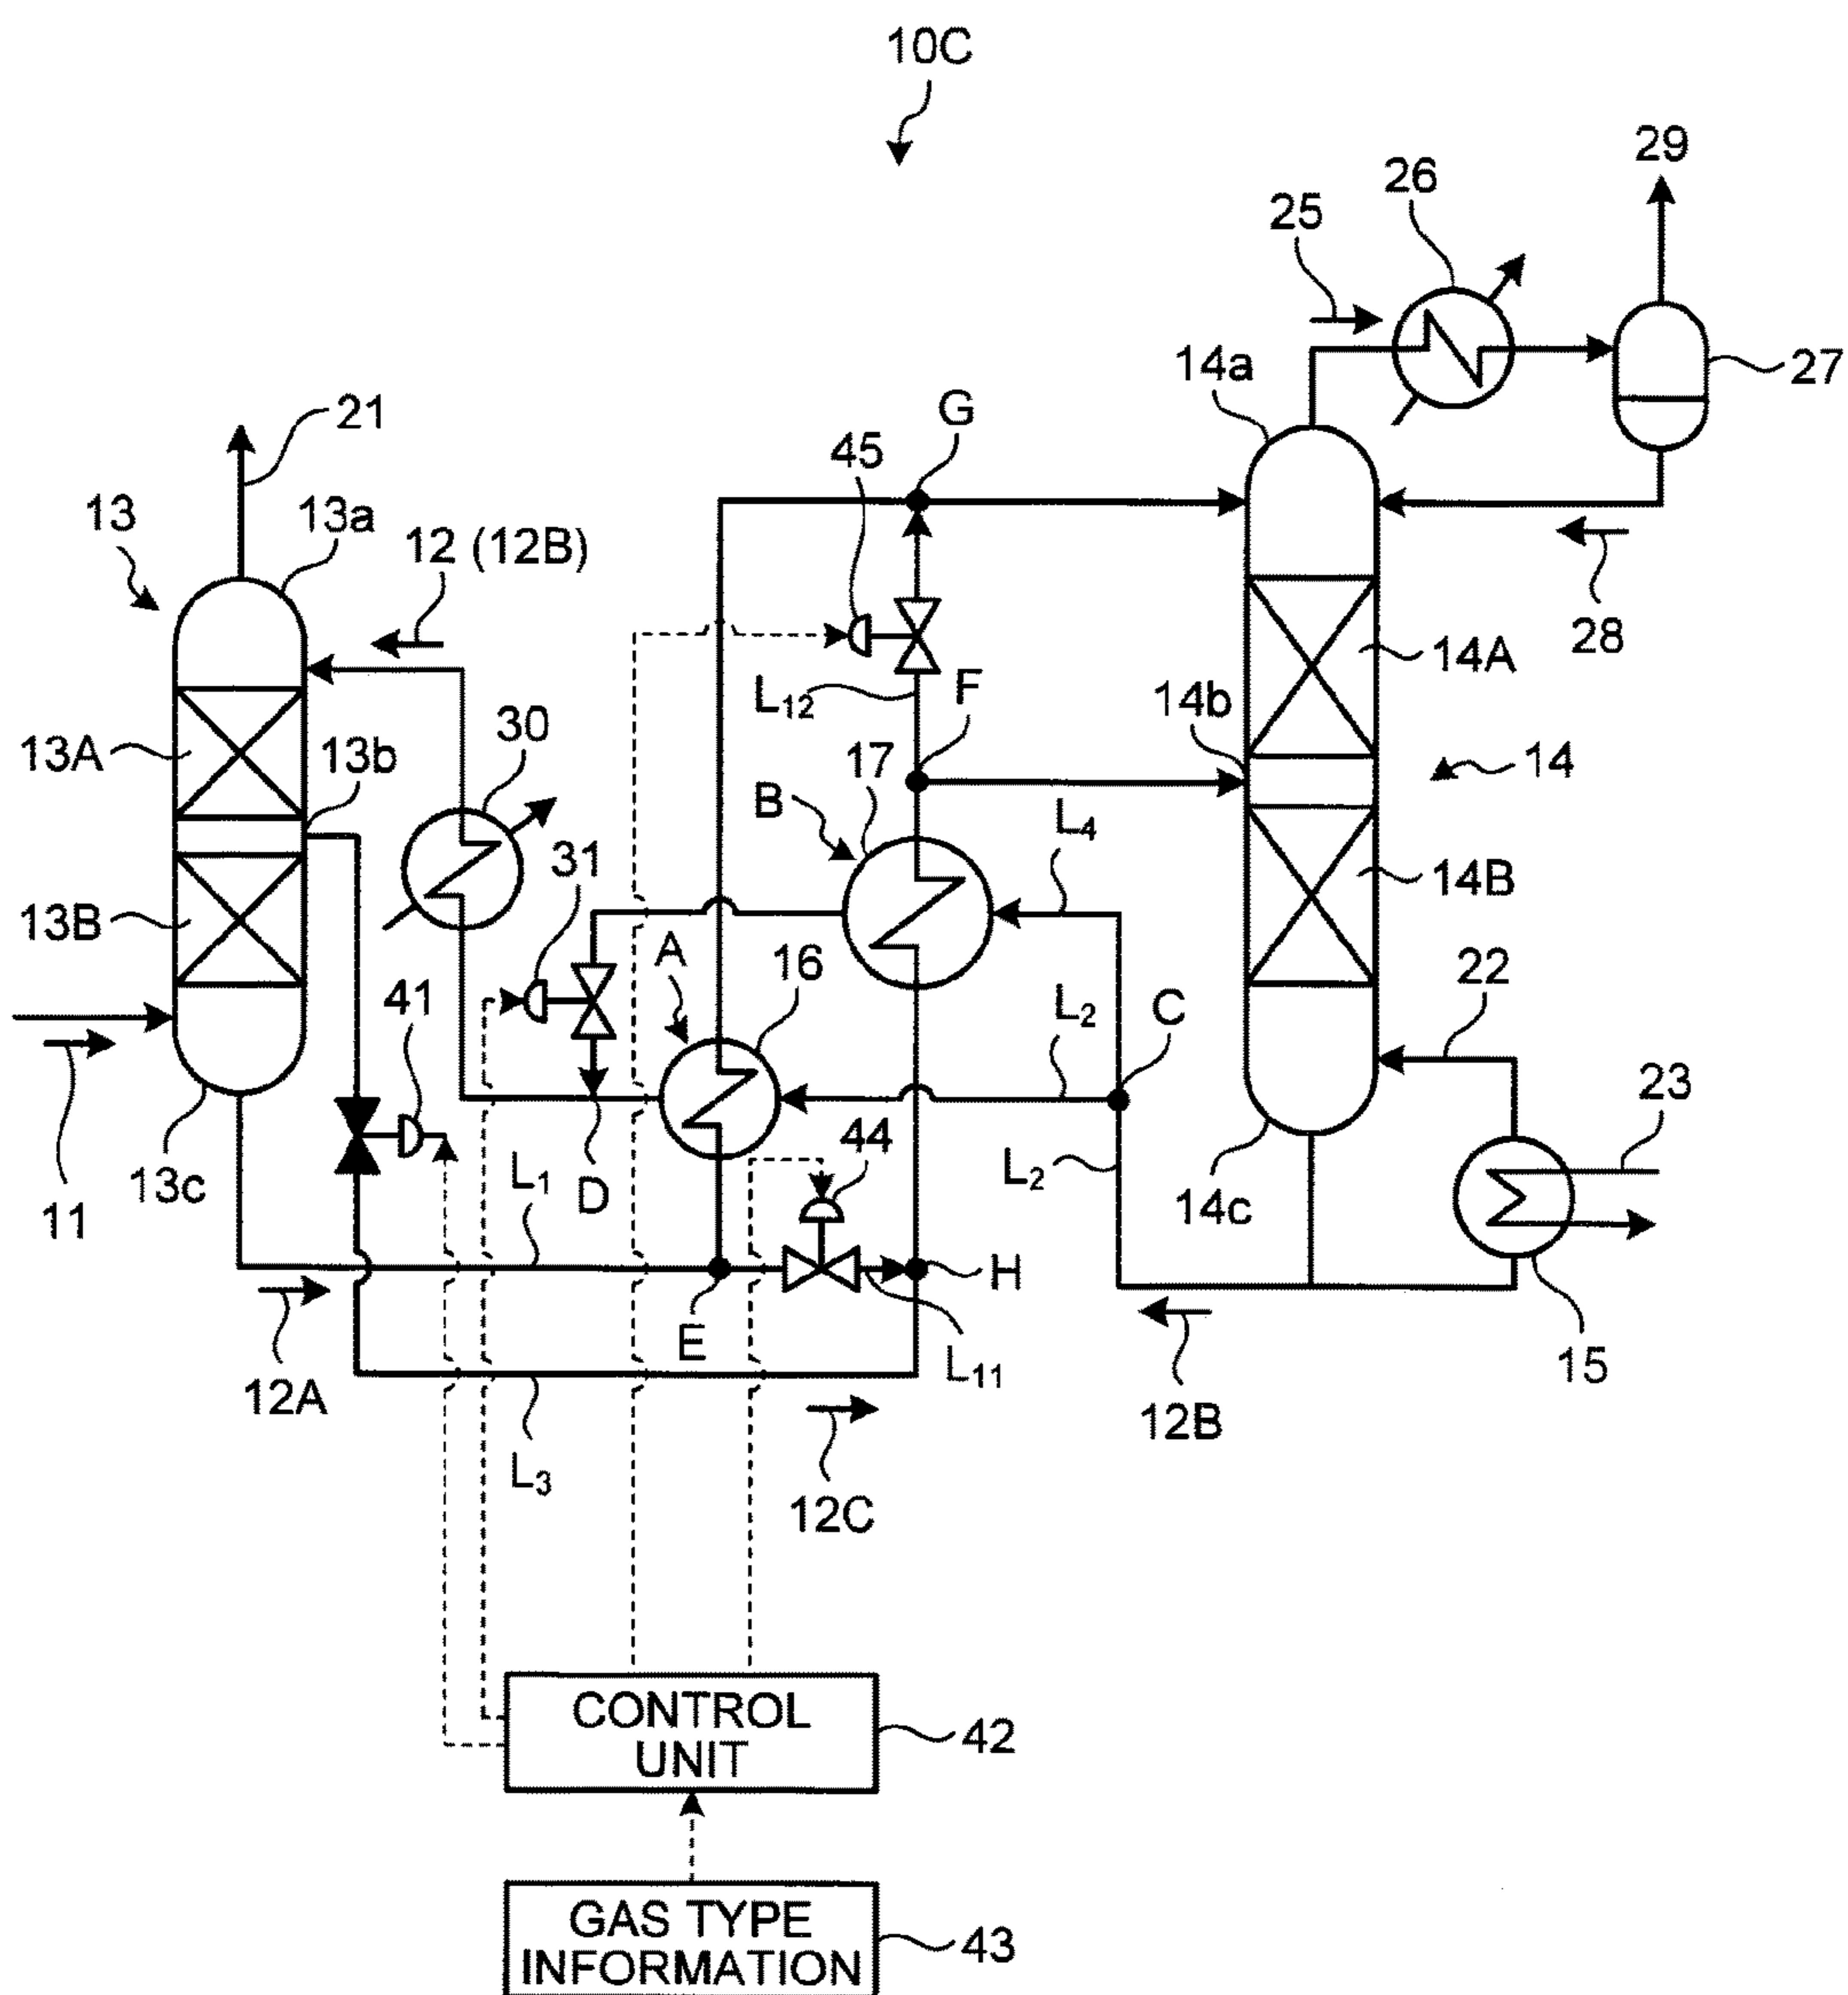 10C
29
26
25
27
14a
G
21
45
13
13a
12 (12B)
28
14A
L12
F
14b
30
17
13A
13b
14
B
L4
31
14B
13B
A
16
22
41
L2
C
23
44
13c
L1
D
L2
14c
11
H
E
L11
15
12A
12B
L3
12C
CONTROL
UNIT
42
GAS TYPE
INFORMATION
43